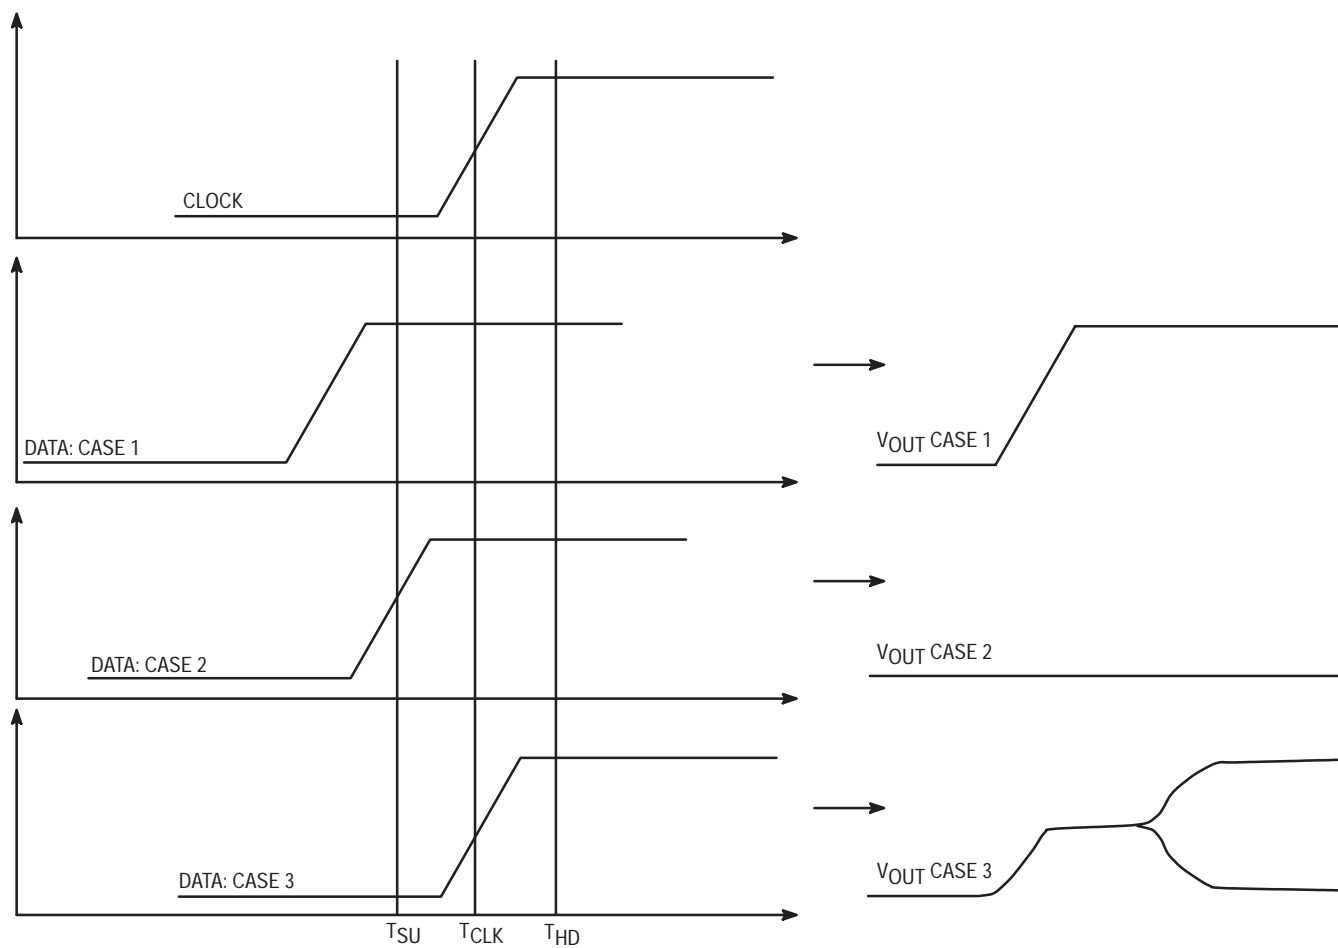 CLOCK
DATA: CASE 1
VOUT CASE 1
DATA: CASE 2
VOUT CASE 2
DATA: CASE 3
VOUT CASE 3
TSU
TCLK
THD